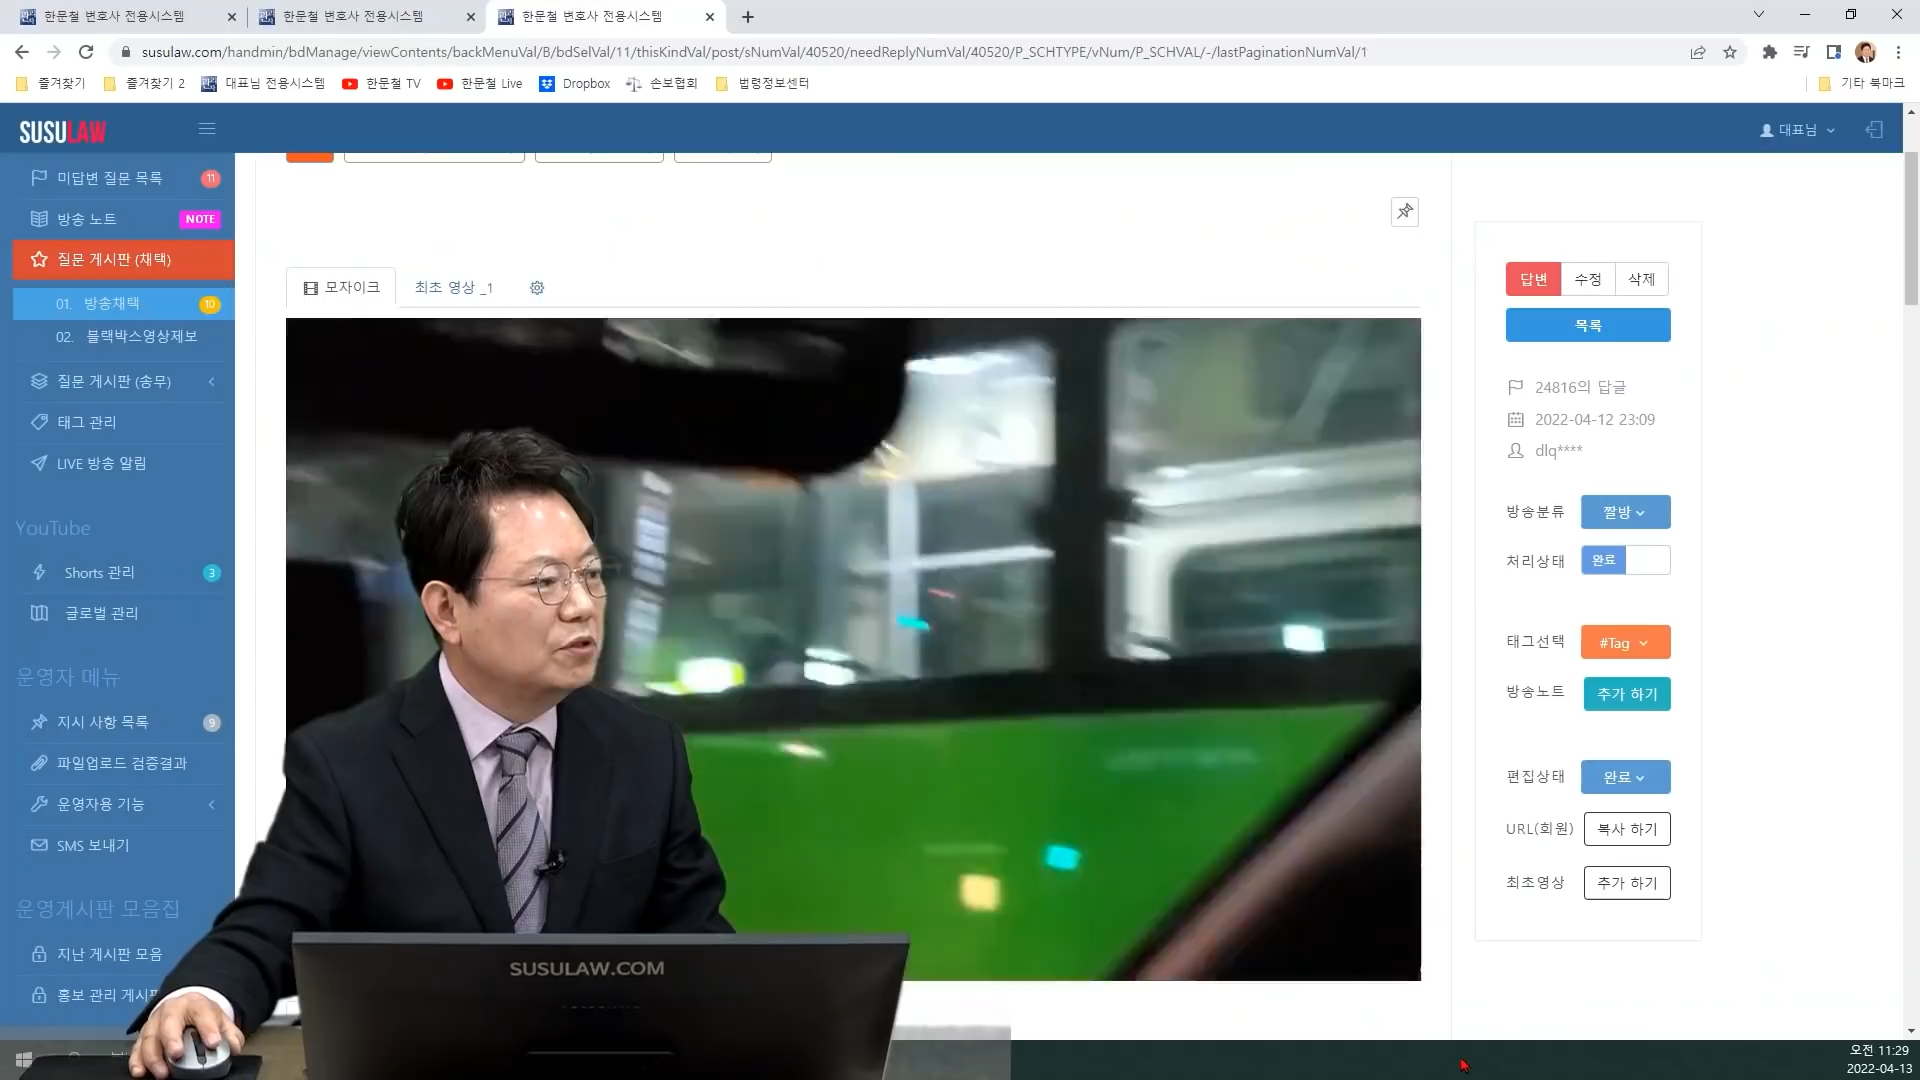 한문철 변호사 전용시스템
한문철 변호사 전용시스템
한문철 변호사 전용시스템
susulaw.com/handmin/bdManage/viewContents/backMenuVal/B/bdSelVal/11/thisKindVal/post/sNumVal/40520/needReplyNumVal/40520/P_SCHTYPE/vNum/P_SCHVAL/-/lastPaginationNumVal/1
즐겨찾기 즐겨찾기 2 대표님 전용시스템 한문철 TV 한문철 Live Dropbox 손보협회 법령정보센터 기타 북마크
SUSULAW 대표님
미답변 질문 목록 11
방송 노트 NOTE
질문 게시판 (채택)
01. 방송채택 10
02. 블랙박스영상제보
질문 게시판 (송무)
태그 관리
LIVE 방송 알림
YouTube
Shorts 관리 3
글로벌 관리
운영자 메뉴
지시 사항 목록 9
파일업로드 검증결과
운영자용 기능
SMS 보내기
운영게시판 모음집
지난 게시판 모음
홍보 관리 게시판
모자이크 최초 영상 _1
SUSULAW.COM
답변 수정 삭제
목록
24816의 답글
2022-04-12 23:09
dlq****
방송분류 짤방
처리상태 완료
태그선택 #Tag
방송노트 추가 하기
편집상태 완료
URL(회원) 복사 하기
최초영상 추가 하기
오전 11:29
2022-04-13